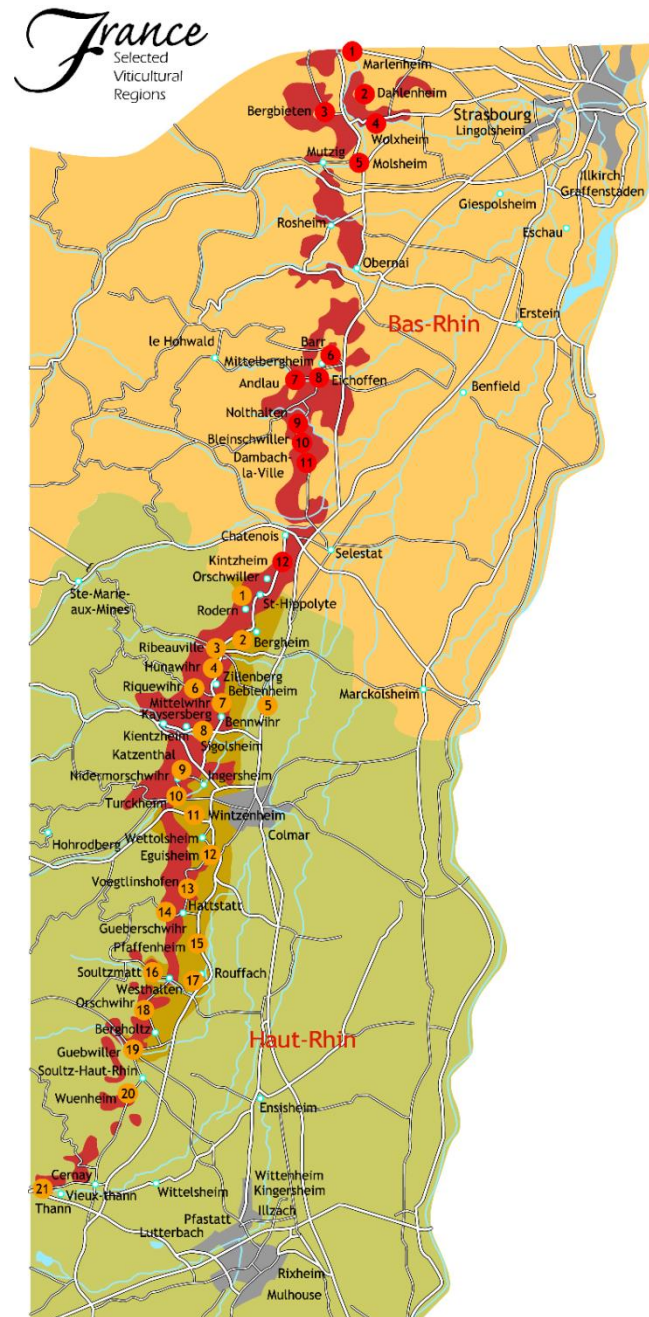 France
Selected
Viticultural
Regions
1
Marlenheim
2
Dahlenheim
Bergbieten
3
4
Wolxheim
Strasbourg
Lingolsheim
Mutzig
5
Molsheim
Illkirch-
Graffenstaden
Giespolsheim
Rosheim
Eschau
Obernai
Bas-Rhin
Erstein
le Hohwald
Barr
6
Mittelbergheim
Andlau
7
8
Eichoffen
Benfield
Nolthalten
9
Bleinschwiller
10
Dambach-
la-Ville
11
Chatenois
Selestat
Kintzheim
12
Orschwiller
Ste-Marie-
aux-Mines
1
St-Hippolyte
Rodern
2
Bergheim
Ribeauville
3
Hunawihr
4
Zillenberg
Riquewihr
6
Beblenheim
Marckolsheim
Mittelwihr
7
5
Kaysersberg
Bennwihr
Kientzheim
8
Sigolsheim
Katzenthal
9
Nidermorschwihr
Ingersheim
Turckheim
10
11
Wintzenheim
Hohrodberg
Wettolsheim
Colmar
Eguisheim
12
Voegtlinshofen
13
14
Hattstatt
Gueberschwihr
Pfaffenheim
15
Soultzmatt
16
Rouffach
Westhalten
17
Orschwihr
18
Bergholtz
Haut-Rhin
Guebwiller
19
Soultz-Haut-Rhin
Wuenheim
20
Ensisheim
Cernay
21
Vieux-thann
Wittelsheim
Thann
Wittenheim
Kingersheim
Illzach
Pfastatt
Lutterbach
Rixheim
Mulhouse